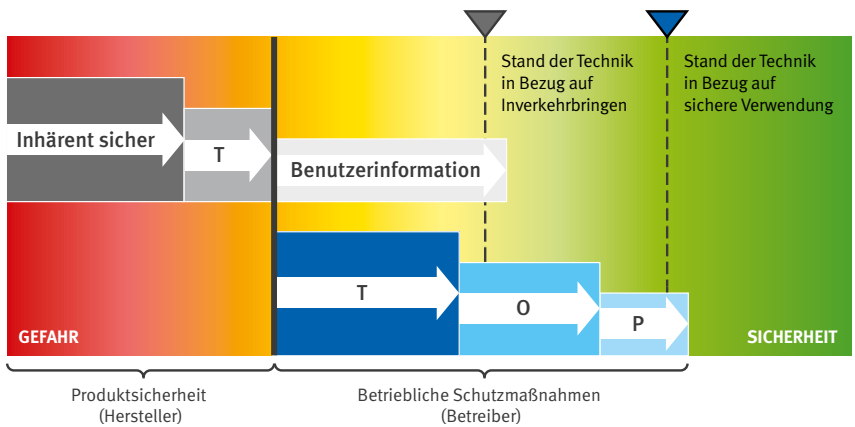 Stand der Technik
in Bezug auf
Inverkehrbringen
Stand der Technik
in Bezug auf
sichere Verwendung
Inhärent sicher
T
Benutzerinformation
T
O
P
GEFAHR
SICHERHEIT
Produktsicherheit
(Hersteller)
Betriebliche Schutzmaßnahmen
(Betreiber)